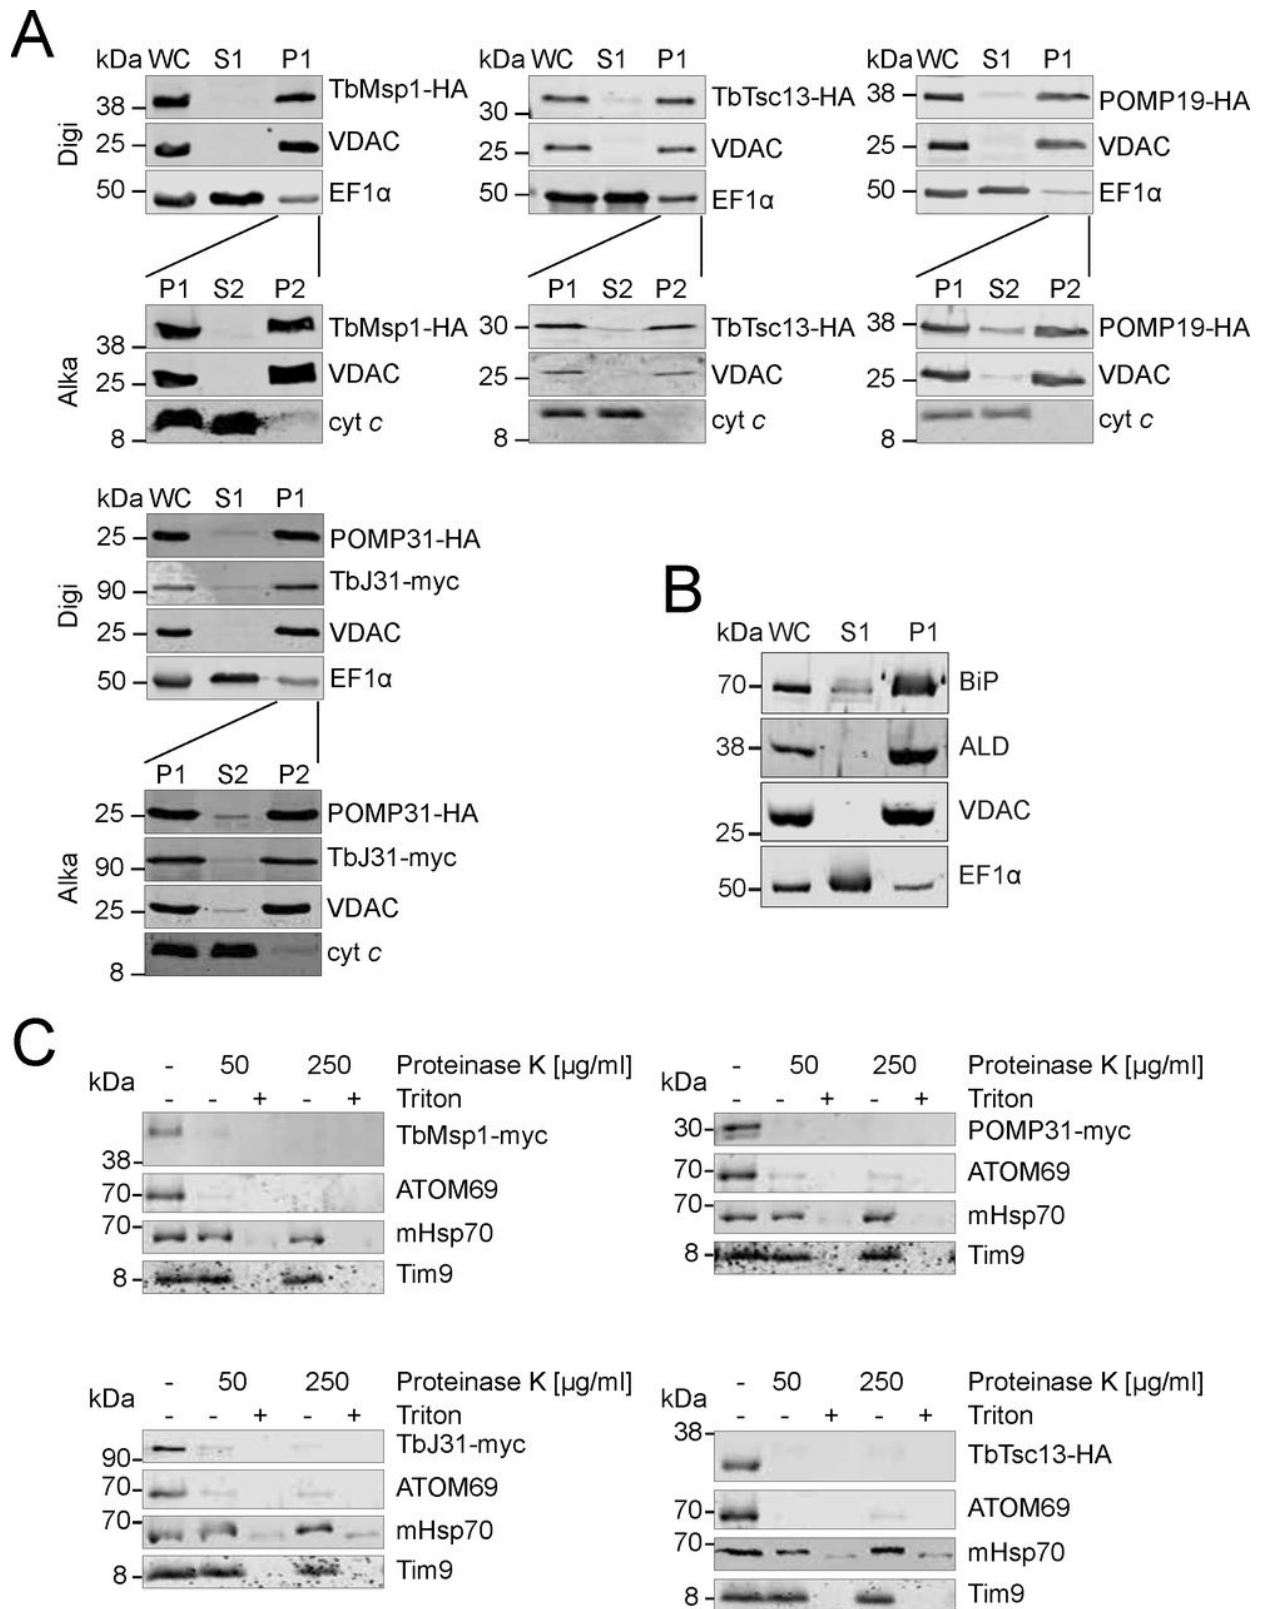 A
kDa WC S1 P1
Digi
38 TbMsp1-HA
25 VDAC
50 EF1α
P1 S2 P2
Alka
38 TbMsp1-HA
25 VDAC
8 cyt c
kDa WC S1 P1
30 TbTsc13-HA
25 VDAC
50 EF1α
P1 S2 P2
30 TbTsc13-HA
25 VDAC
8 cyt c
kDa WC S1 P1
38 POMP19-HA
25 VDAC
50 EF1α
P1 S2 P2
38 POMP19-HA
25 VDAC
8 cyt c
kDa WC S1 P1
Digi
25 POMP31-HA
90 TbJ31-myc
25 VDAC
50 EF1α
P1 S2 P2
Alka
25 POMP31-HA
90 TbJ31-myc
25 VDAC
8 cyt c
B
kDa WC S1 P1
70 BiP
38 ALD
25 VDAC
50 EF1α
C
- 50 250 Proteinase K [µg/ml]
kDa
- - + - + Triton
38 TbMsp1-myc
70 ATOM69
70 mHsp70
8 Tim9
- 50 250 Proteinase K [µg/ml]
kDa
- - + - + Triton
30 POMP31-myc
70 ATOM69
70 mHsp70
8 Tim9
- 50 250 Proteinase K [µg/ml]
kDa
- - + - + Triton
90 TbJ31-myc
70 ATOM69
70 mHsp70
8 Tim9
- 50 250 Proteinase K [µg/ml]
kDa
- - + - + Triton
38 TbTsc13-HA
70 ATOM69
70 mHsp70
8 Tim9